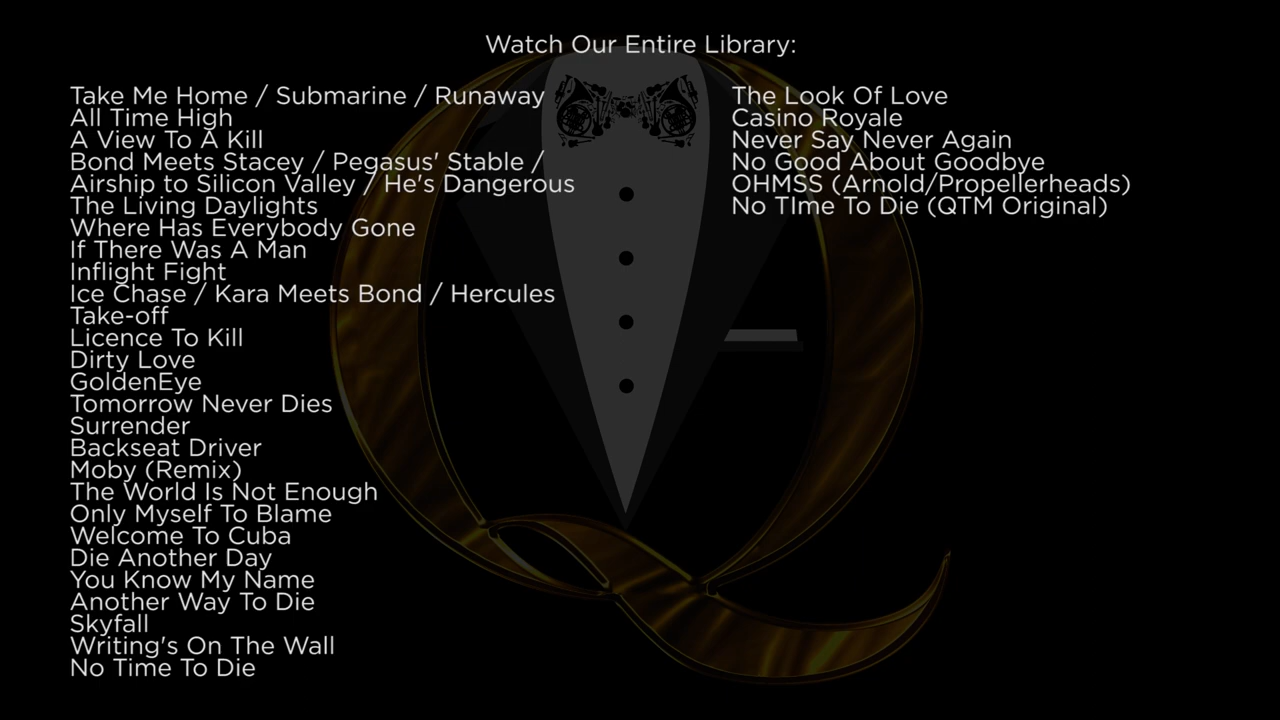 Watch Our Entire Library:
Take Me Home / Submarine / Runaway
All Time High
A View To A Kill
Bond Meets Stacey / Pegasus' Stable /
Airship to Silicon Valley / He's Dangerous
The Living Daylights
Where Has Everybody Gone
If There Was A Man
Inflight Fight
Ice Chase / Kara Meets Bond / Hercules
Take-off
Licence To Kill
Dirty Love
GoldenEye
Tomorrow Never Dies
Surrender
Backseat Driver
Moby (Remix)
The World Is Not Enough
Only Myself To Blame
Welcome To Cuba
Die Another Day
You Know My Name
Another Way To Die
Skyfall
Writing's On The Wall
No Time To Die
The Look Of Love
Casino Royale
Never Say Never Again
No Good About Goodbye
OHMSS (Arnold/Propellerheads)
No TIme To Die (QTM Original)